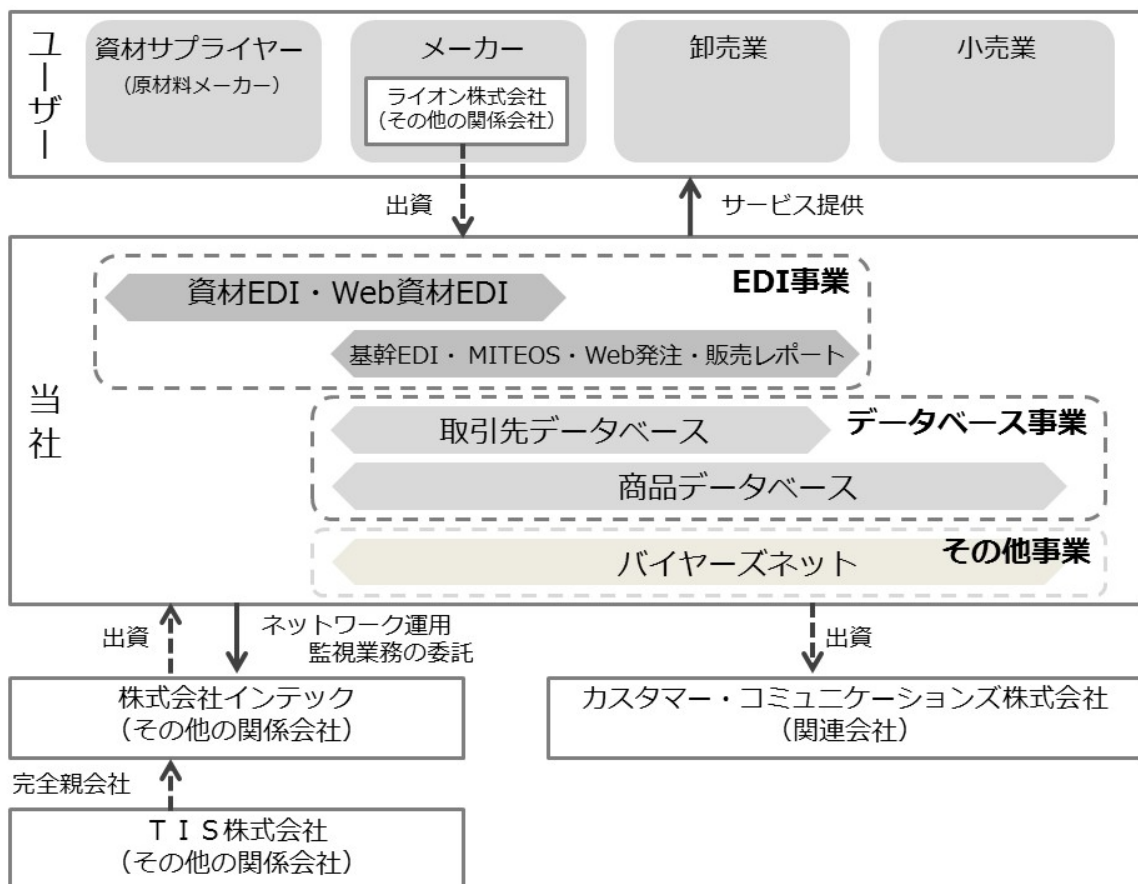 ユーザー
資材サプライヤー
（原材料メーカー）
メーカー
ライオン株式会社
（その他の関係会社）
卸売業
小売業
出資
サービス提供
当社
EDI事業
資材EDI・Web資材EDI
基幹EDI・ MITEOS・Web発注・販売レポート
データベース事業
取引先データベース
商品データベース
その他事業
バイヤーズネット
出資
ネットワーク運用
監視業務の委託
出資
株式会社インテック
（その他の関係会社）
カスタマー・コミュニケーションズ株式会社
（関連会社）
完全親会社
ＴＩＳ株式会社
（その他の関係会社）